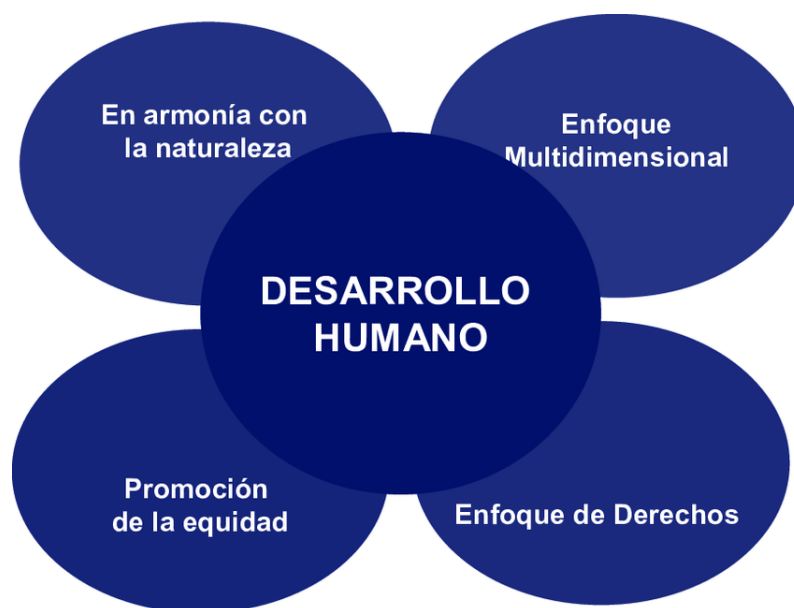 En armonía con
la naturaleza
Enfoque
Multidimensional
DESARROLLO
HUMANO
Promoción
de la equidad
Enfoque de Derechos